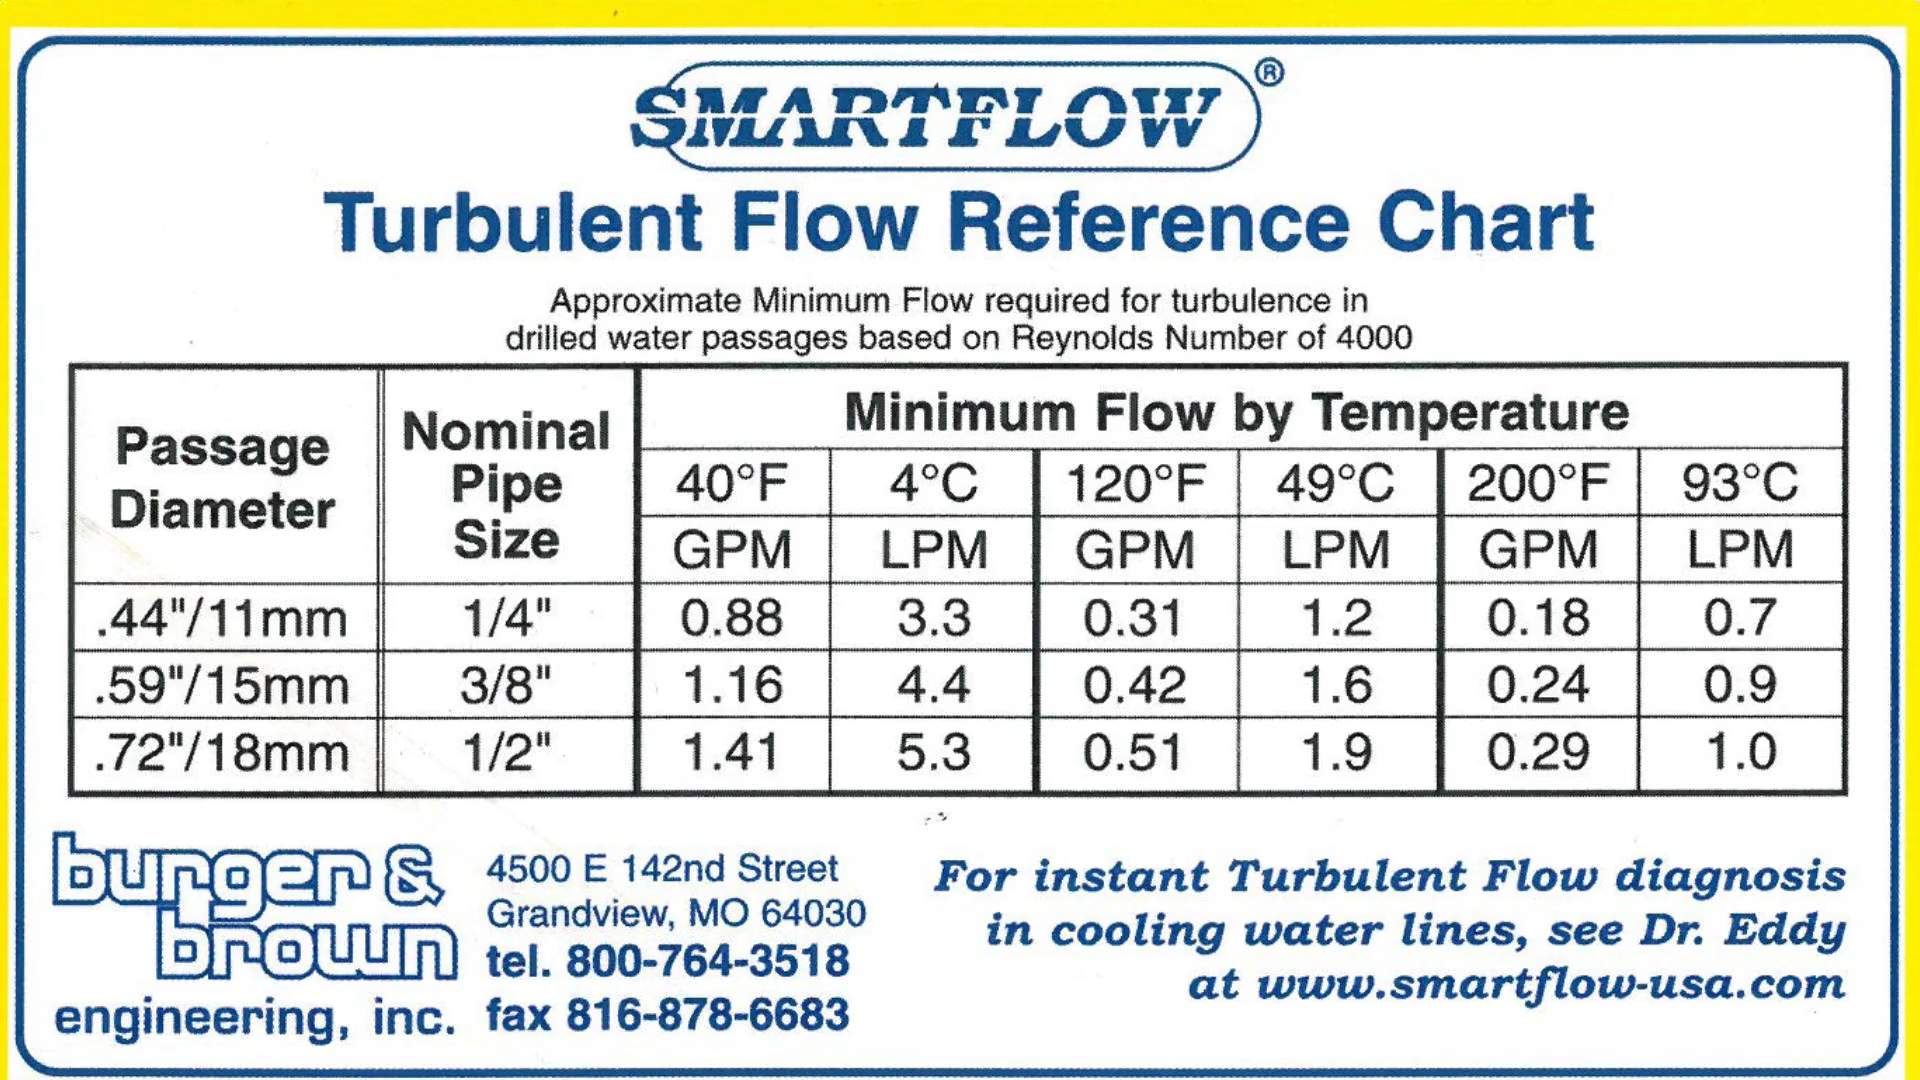 SMARTFLOW®
Turbulent Flow Reference Chart
Approximate Minimum Flow required for turbulence in
drilled water passages based on Reynolds Number of 4000
Passage Diameter Nominal Pipe Size Minimum Flow by Temperature
40°F 4°C 120°F 49°C 200°F 93°C
GPM LPM GPM LPM GPM LPM
.44"/11mm 1/4" 0.88 3.3 0.31 1.2 0.18 0.7
.59"/15mm 3/8" 1.16 4.4 0.42 1.6 0.24 0.9
.72"/18mm 1/2" 1.41 5.3 0.51 1.9 0.29 1.0
burger &
brown
engineering, inc.
4500 E 142nd Street
Grandview, MO 64030
tel. 800-764-3518
fax 816-878-6683
For instant Turbulent Flow diagnosis
in cooling water lines, see Dr. Eddy
at www.smartflow-usa.com